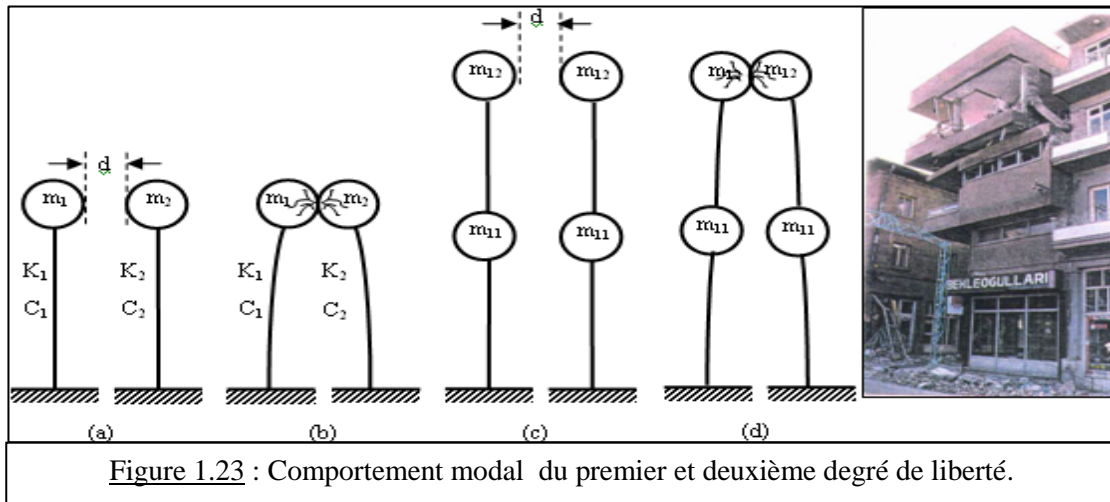 d
m₁₂ m₁₂ m₁₂ m₁₂
d
m₁ m₂ m₁ m₂
m₁₁ m₁₁ m₁₁ m₁₁
K₁ K₂ K₁ K₂
C₁ C₂ C₁ C₂
(a) (b) (c) (d)
Figure 1.23 : Comportement modal du premier et deuxième degré de liberté.